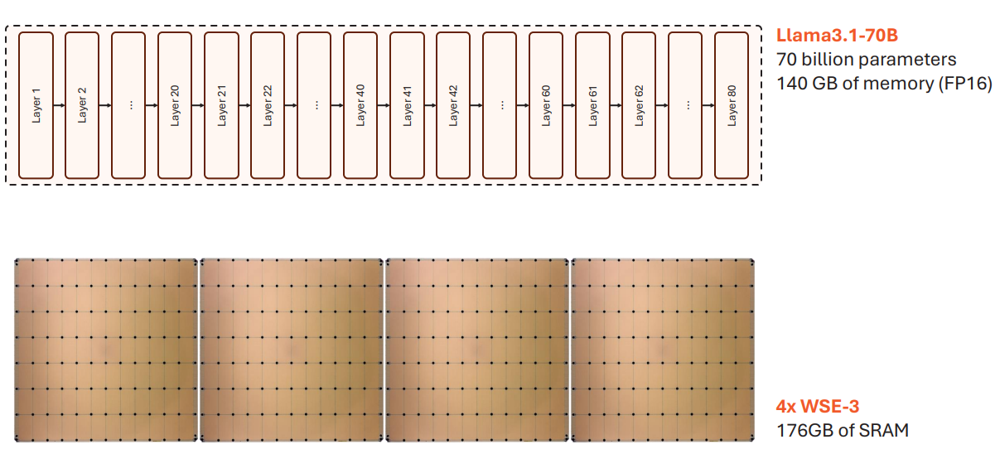 Layer 1
Layer 2
...
Layer 20
Layer 21
Layer 22
...
Layer 40
Layer 41
Layer 42
...
Layer 60
Layer 61
Layer 62
...
Layer 80
Llama3.1-70B
70 billion parameters
140 GB of memory (FP16)
4x WSE-3
176GB of SRAM